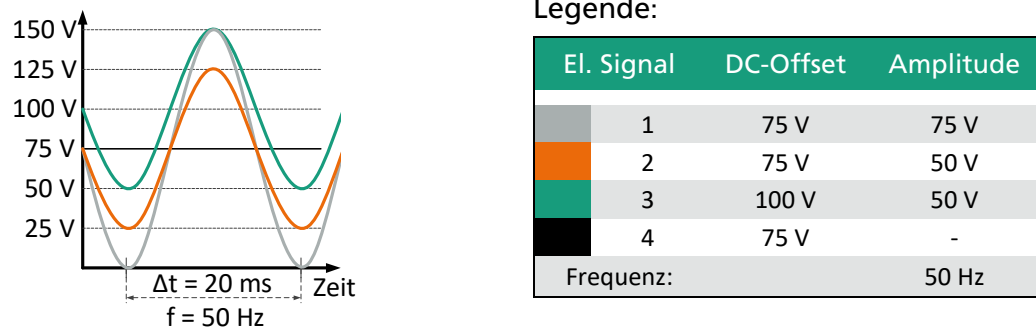 150 V
125 V
100 V
75 V
50 V
25 V
Δt = 20 ms
Zeit
f = 50 Hz
Legende:
El. Signal DC-Offset Amplitude
1 75 V 75 V
2 75 V 50 V
3 100 V 50 V
4 75 V -
Frequenz: 50 Hz